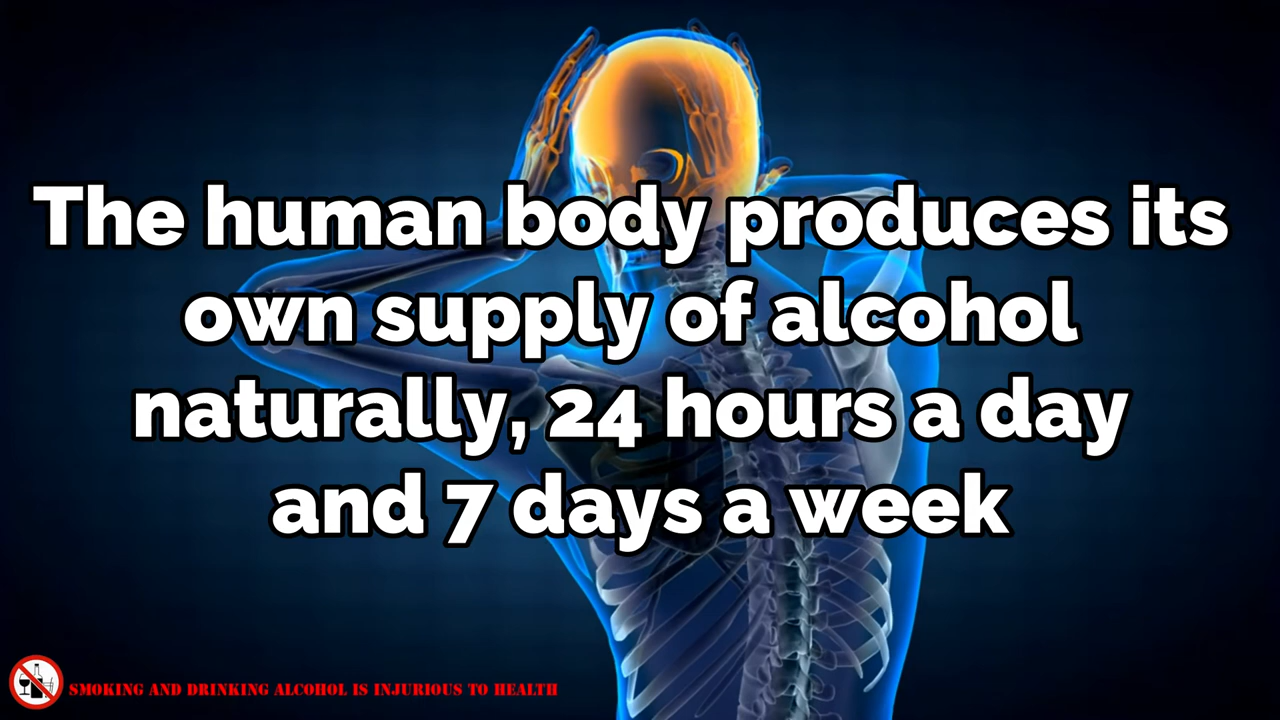 The human body produces its
own supply of alcohol
naturally, 24 hours a day
and 7 days a week
SMOKING AND DRINKING ALCOHOL IS INJURIOUS TO HEALTH